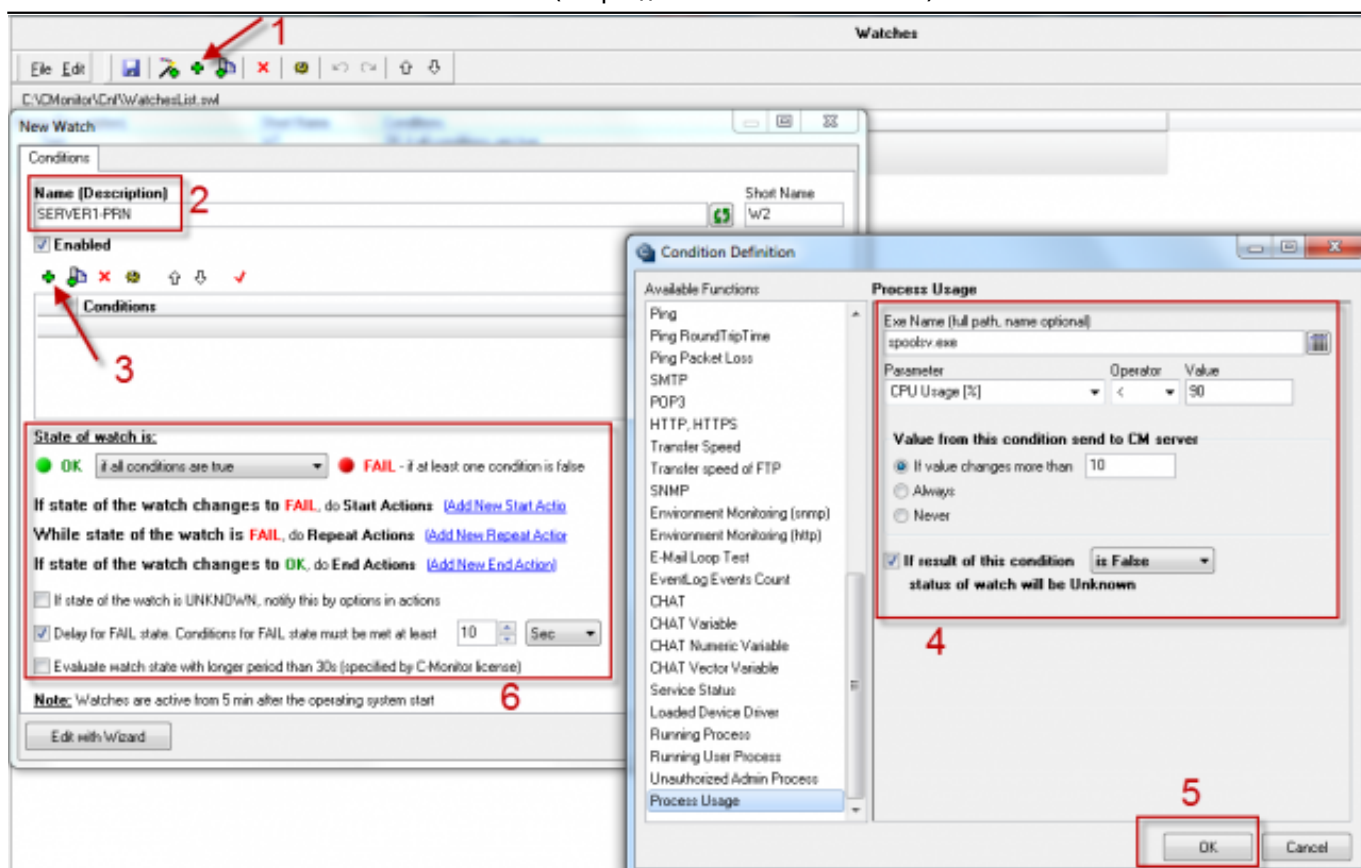 Watches
1
File Edit
C:\CMonitor\Cnf\WatchesList.swl
New Watch
Conditions
Name (Description)
Short Name
SERVER1-PRN
W2
2
Enabled
Conditions
3
State of watch is:
OK if all conditions are true FAIL - if at least one condition is false
If state of the watch changes to FAIL, do Start Actions (Add New Start Actio
While state of the watch is FAIL, do Repeat Actions (Add New Repeat Action
If state of the watch changes to OK, do End Actions (Add New End Action)
If state of the watch is UNKNOWN, notify this by options in actions
Delay for FAIL state. Conditions for FAIL state must be met at least 10 Sec
Evaluate watch state with longer period than 30s (specified by C-Monitor license)
6
Note: Watches are active from 5 min after the operating system start
Edit with Wizard
Condition Definition
Available Functions
Ping
Ping RoundTripTime
Ping Packet Loss
SMTP
POP3
HTTP, HTTPS
Transfer Speed
Transfer speed of FTP
SNMP
Environment Monitoring (snmp)
Environment Monitoring (http)
E-Mail Loop Test
EventLog Events Count
CHAT
CHAT Variable
CHAT Numeric Variable
CHAT Vector Variable
Service Status
Loaded Device Driver
Running Process
Running User Process
Unauthorized Admin Process
Process Usage
Process Usage
Exe Name (full path, name optional)
spoolsv.exe
Parameter Operator Value
CPU Usage [%] < 90
Value from this condition send to CM server
If value changes more than 10
Always
Never
If result of this condition is False
status of watch will be Unknown
4
5
OK Cancel